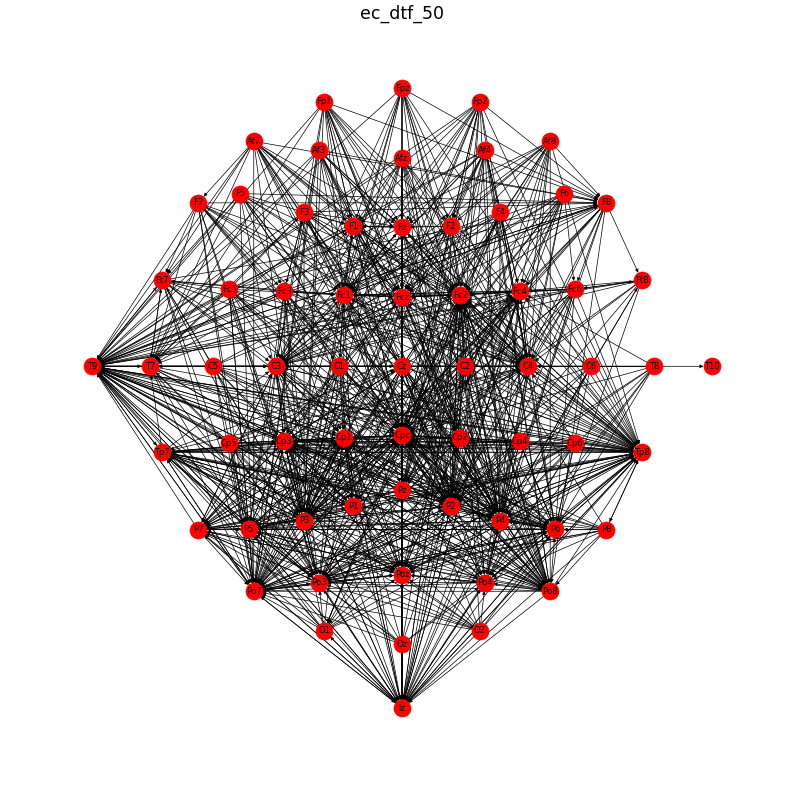 ec_dtf_50
Fpz
Fp1 Fp2
Af7 Af8
Af3 Afz Af4
F5 F6
F7 F8
F3 F4
F1 Fz F2
Ft7 Ft8
Fc5 Fc3 Fc1 Fcz Fc2 Fc4 Fc6
T9 T7 C5 C3 C1 Cz C2 C4 C6 T8 T10
Cp5 Cp3 Cp1 Cpz Cp2 Cp4 Cp6
Tp7 Tp8
Pz
P1 P2
P3 P4
P7 P5 P6 P8
Poz
Po3 Po4
Po7 Po8
O1 O2
Oz
Iz